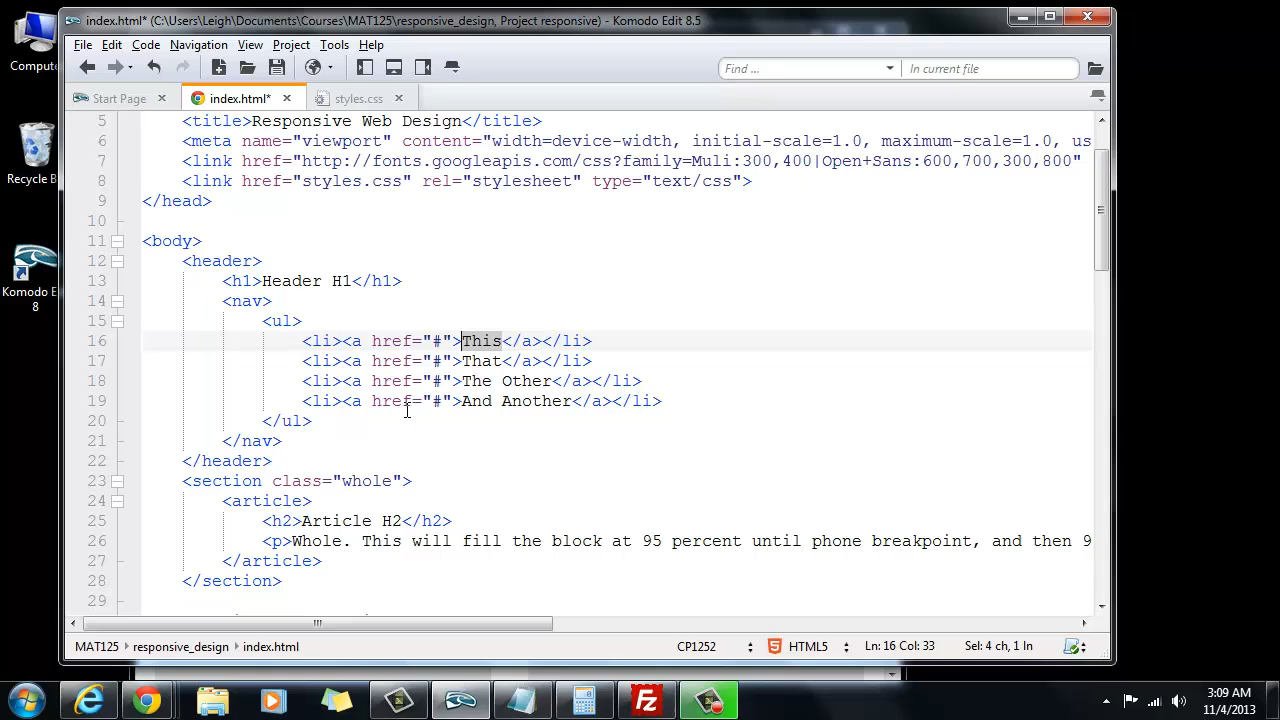 index.html* (C:\Users\Leigh\Documents\Courses\MAT125\responsive_design, Project responsive) - Komodo Edit 8.5
File Edit Code Navigation View Project Tools Help
Find ... In current file
Start Page index.html* styles.css
5 <title>Responsive Web Design</title>
6 <meta name="viewport" content="width=device-width, initial-scale=1.0, maximum-scale=1.0, us
7 <link href="http://fonts.googleapis.com/css?family=Muli:300,400|Open+Sans:600,700,300,800"
8 <link href="styles.css" rel="stylesheet" type="text/css">
9 </head>
10
11 <body>
12 <header>
13 <h1>Header H1</h1>
14 <nav>
15 <ul>
16 <li><a href="#">This</a></li>
17 <li><a href="#">That</a></li>
18 <li><a href="#">The Other</a></li>
19 <li><a href="#">And Another</a></li>
20 </ul>
21 </nav>
22 </header>
23 <section class="whole">
24 <article>
25 <h2>Article H2</h2>
26 <p>Whole. This will fill the block at 95 percent until phone breakpoint, and then 9
27 </article>
28 </section>
29
MAT125 responsive_design index.html CP1252 HTML5 Ln: 16 Col: 33 Sel: 4 ch, 1 ln
Compute
Recycle B
Komodo E
8
3:09 AM
11/4/2013